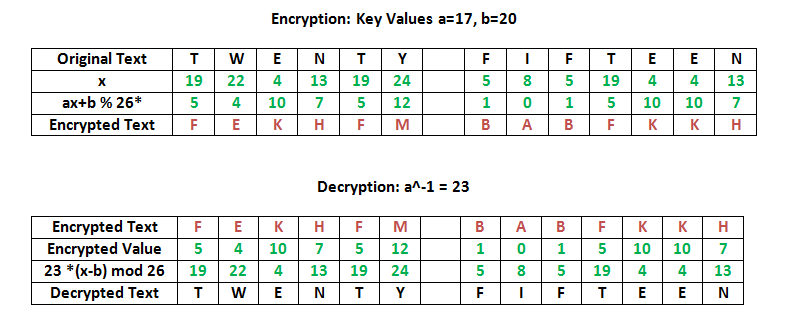 Encryption: Key Values a=17, b=20
Original Text T W E N T Y F I F T E E N
x 19 22 4 13 19 24 5 8 5 19 4 4 13
ax+b % 26* 5 4 10 7 5 12 1 0 1 5 10 10 7
Encrypted Text F E K H F M B A B F K K H
Decryption: a^-1 = 23
Encrypted Text F E K H F M B A B F K K H
Encrypted Value 5 4 10 7 5 12 1 0 1 5 10 10 7
23 *(x-b) mod 26 19 22 4 13 19 24 5 8 5 19 4 4 13
Decrypted Text T W E N T Y F I F T E E N